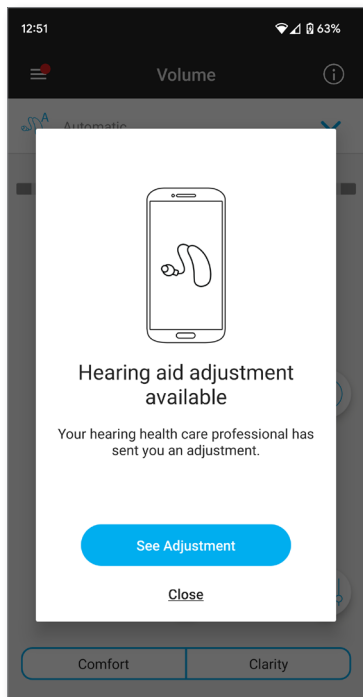 12:51
63%
Volume
A
Automatic
Hearing aid adjustment
available
Your hearing health care professional has
sent you an adjustment.
See Adjustment
Close
Comfort
Clarity